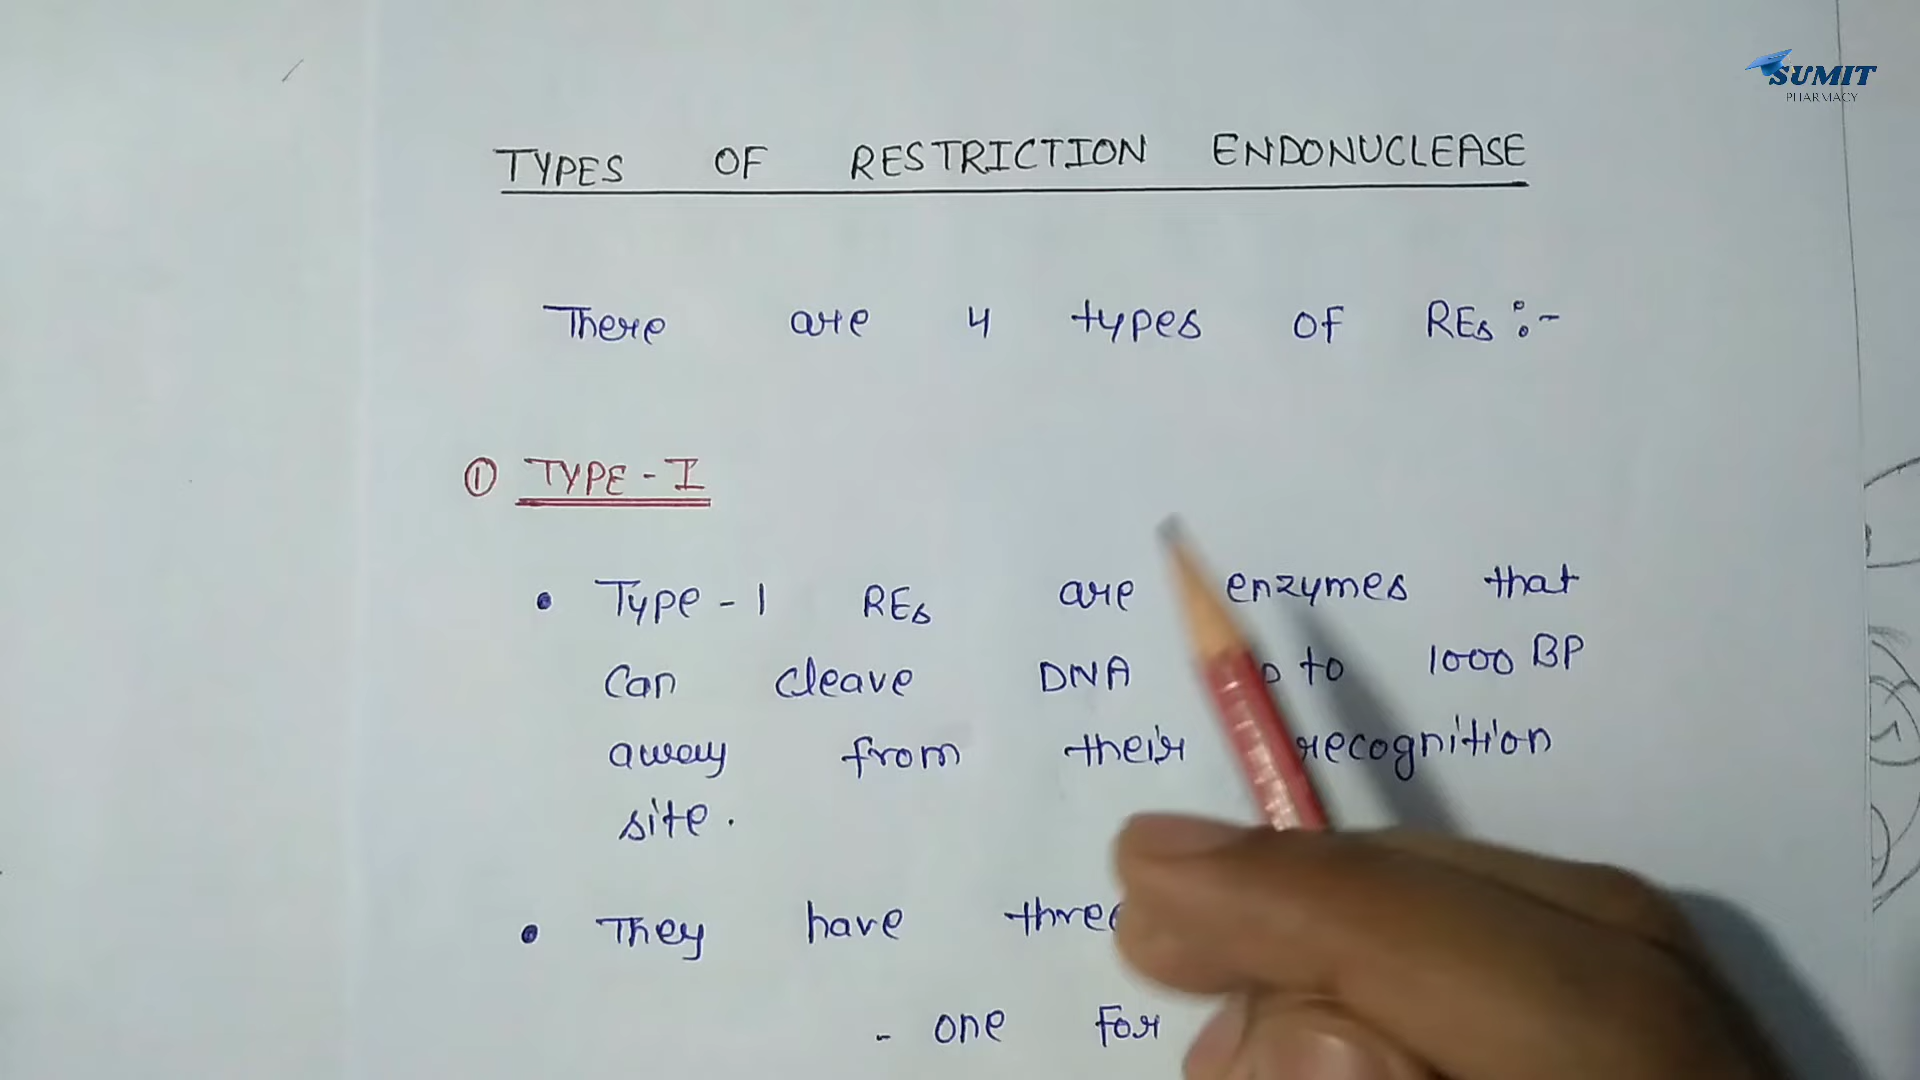 SUMIT
PHARMACY
TYPES OF RESTRICTION ENDONUCLEASE
There are 4 types of REs :-
① TYPE - I
• Type - 1 REs are enzymes that
can cleave DNA to 1000 BP
away from their recognition
site.
• They have three
- one for